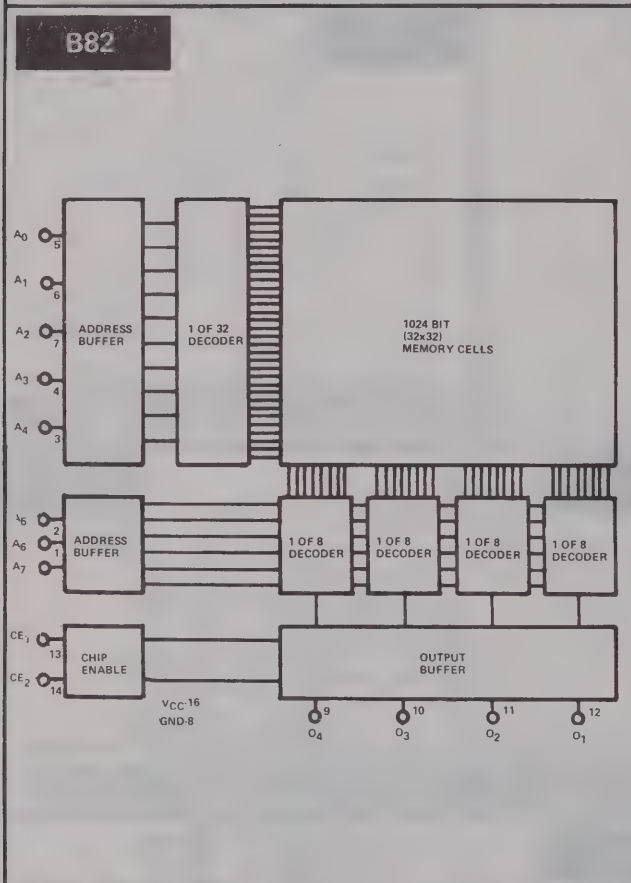 B82
A0 5
A1 6
A2 7
A3 4
A4 3
ADDRESS
BUFFER
1 OF 32
DECODER
1024 BIT
(32x32)
MEMORY CELLS
A6 2
A6 1
A7
ADDRESS
BUFFER
1 OF 8
DECODER
1 OF 8
DECODER
1 OF 8
DECODER
1 OF 8
DECODER
CE1 13
CE2 14
CHIP
ENABLE
OUTPUT
BUFFER
VCC-16
GND-8
9 10 11 12
O4 O3 O2 O1